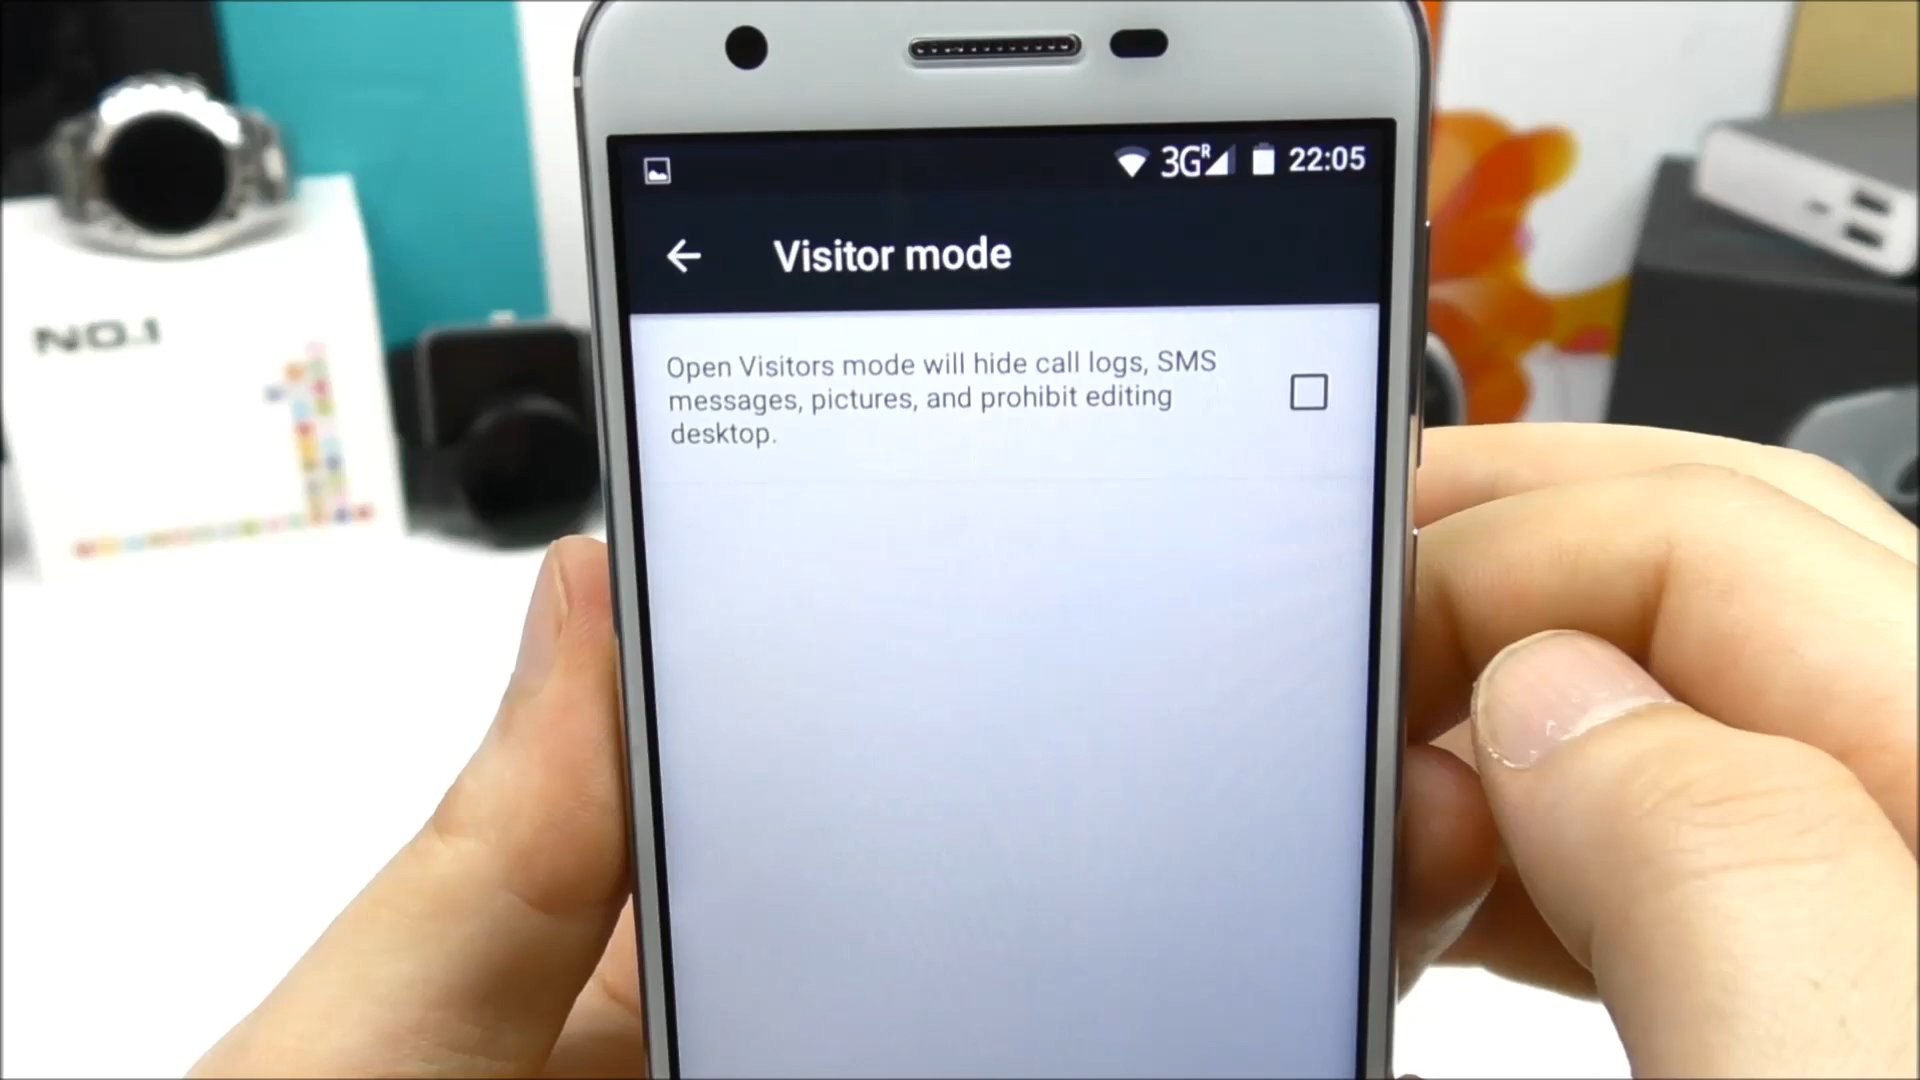 3G R 22:05
Visitor mode
Open Visitors mode will hide call logs, SMS
messages, pictures, and prohibit editing
desktop.
NO.1